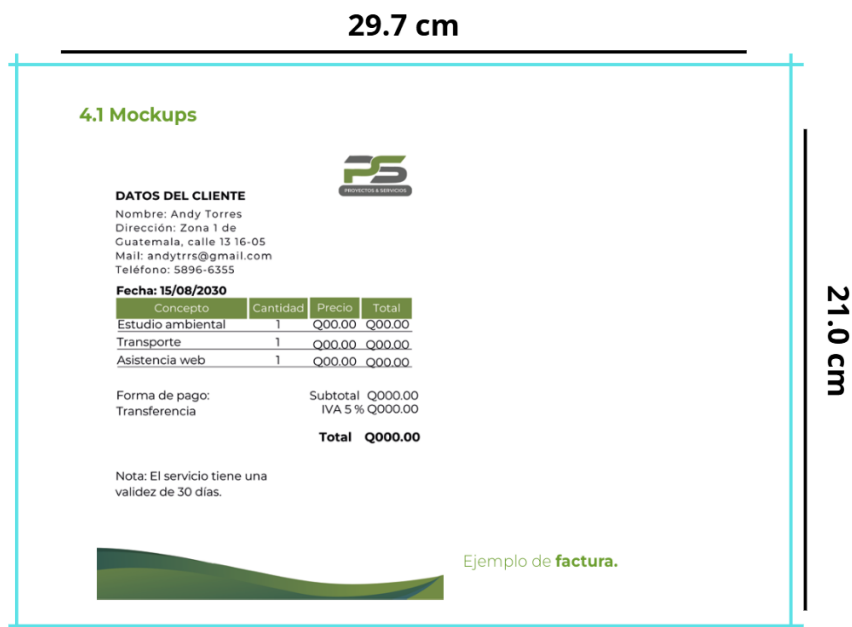 29.7 cm
4.1 Mockups
PS
PROYECTOS & SERVICIOS
DATOS DEL CLIENTE
Nombre: Andy Torres
Dirección: Zona 1 de
Guatemala, calle 13 16-05
Mail: andytrrs@gmail.com
Teléfono: 5896-6355
Fecha: 15/08/2030
Concepto Cantidad Precio Total
Estudio ambiental 1 Q00.00 Q00.00
Transporte 1 Q00.00 Q00.00
Asistencia web 1 Q00.00 Q00.00
Forma de pago: Subtotal Q000.00
Transferencia IVA 5 % Q000.00
Total Q000.00
Nota: El servicio tiene una
validez de 30 días.
Ejemplo de factura.
21.0 cm